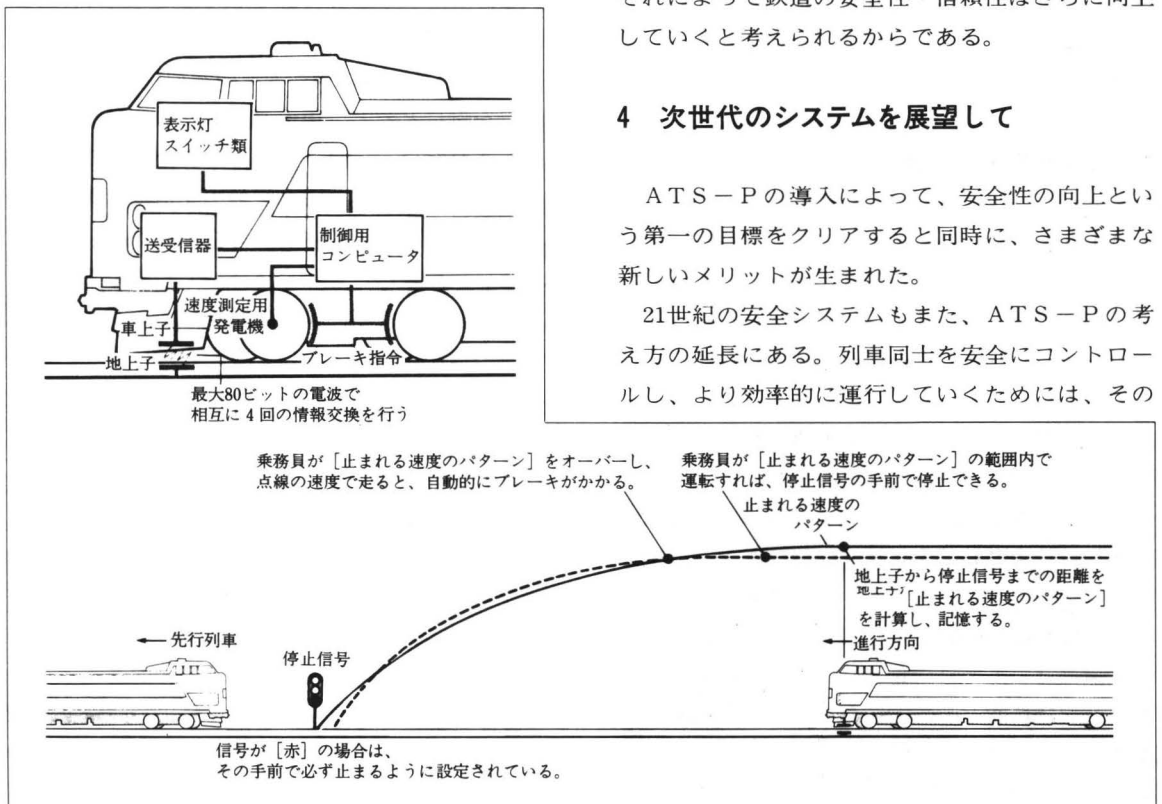 それによって鉄道の安全性・信頼性はさらに向上
していくと考えられるからである。
4 次世代のシステムを展望して
ATS-Pの導入によって、安全性の向上とい
う第一の目標をクリアすると同時に、さまざまな
新しいメリットが生まれた。
21世紀の安全システムもまた、ATS-Pの考
え方の延長にある。列車同士を安全にコントロー
ルし、より効率的に運行していくためには、その
表示灯
スイッチ類
送受信器
制御用
コンピュータ
速度測定用
発電機
車上子
地上子
ブレーキ指令
最大80ビットの電波で
相互に4回の情報交換を行う
乗務員が[止まれる速度のパターン]をオーバーし、
点線の速度で走ると、自動的にブレーキがかかる。
乗務員が[止まれる速度のパターン]の範囲内で
運転すれば、停止信号の手前で停止できる。
止まれる速度の
パターン
地上子から停止信号までの距離を
[止まれる速度のパターン]
を計算し、記憶する。
←進行方向
←先行列車
停止信号
信号が[赤]の場合は、
その手前で必ず止まるように設定されている。